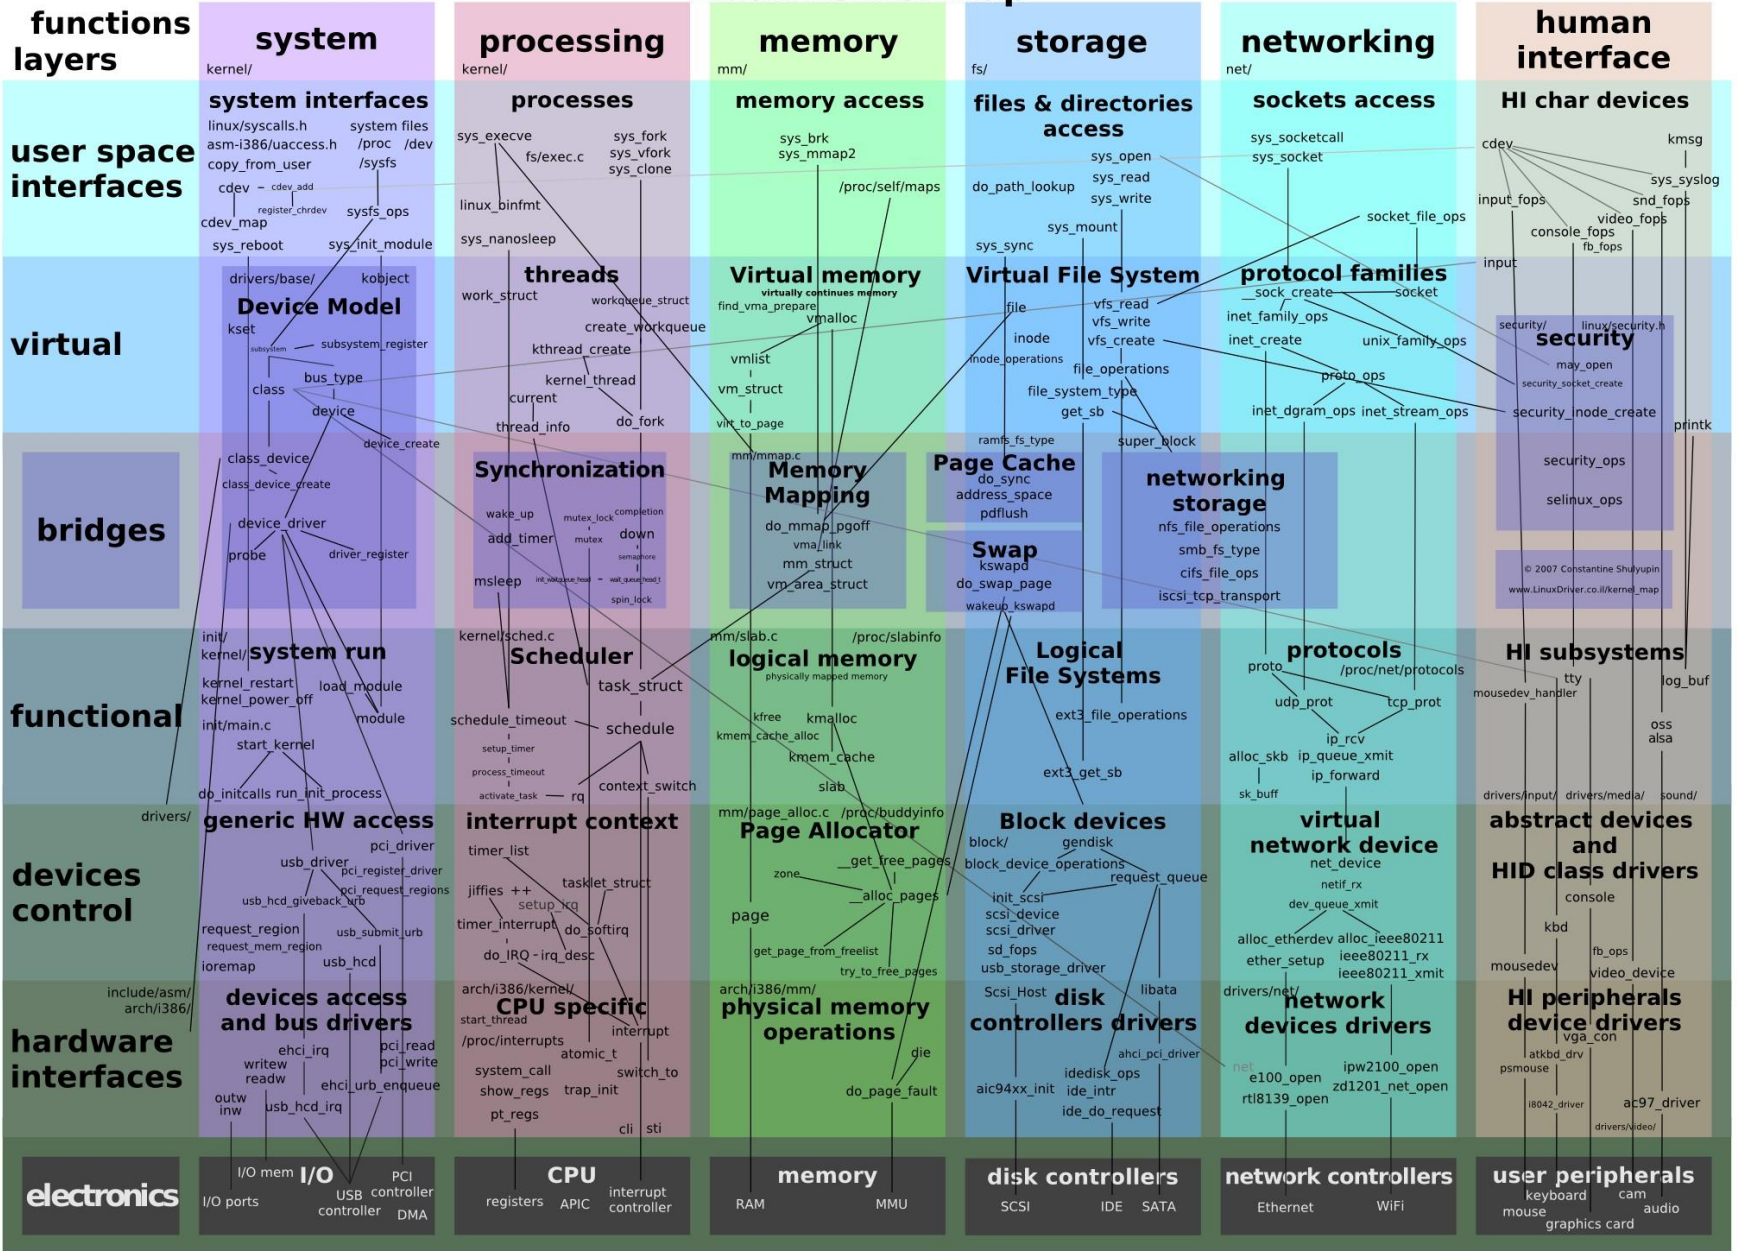 functions
layers
system
kernel/
processing
kernel/
memory
mm/
storage
fs/
networking
net/
human
interface
user space
interfaces
system interfaces
linux/syscalls.h
system files
asm-i386/uaccess.h
/proc /dev
copy_from_user
/sysfs
cdev - cdev_add
register_chrdev
sysfs_ops
cdev_map
sys_reboot
sys_init_module
processes
sys_execve
sys_fork
sys_vfork
fs/exec.c
sys_clone
linux_binfmt
sys_nanosleep
memory access
sys_brk
sys_mmap2
/proc/self/maps
files & directories
access
sys_open
sys_read
do_path_lookup
sys_write
sys_mount
sys_sync
sockets access
sys_socketcall
sys_socket
socket_file_ops
HI char devices
cdev
kmsg
sys_syslog
input_fops
snd_fops
video_fops
console_fops
fb_fops
input
virtual
drivers/base/
kobject
Device Model
kset
subsystem
subsystem_register
bus_type
class
device
device_create
threads
work_struct
workqueue_struct
create_workqueue
kthread_create
kernel_thread
current
do_fork
thread_info
Virtual memory
virtually continues memory
find_vma_prepare
vmalloc
vmlist
vm_struct
virt_to_page
Virtual File System
file
vfs_read
vfs_write
inode
vfs_create
inode_operations
file_operations
file_system_type
get_sb
ramfs_fs_type
super_block
protocol families
__sock_create
socket
inet_family_ops
inet_create
unix_family_ops
proto_ops
inet_dgram_ops
inet_stream_ops
security/
linux/security.h
security
may_open
security_socket_create
security_inode_create
printk
bridges
class_device
class_device_create
device_driver
probe
driver_register
Synchronization
wake_up
mutex_lock
completion
add_timer
mutex
down
semaphore
msleep
init_waitqueue_head - wait_queue_head_t
spin_lock
mm/mmap.c
Memory
Mapping
do_mmap_pgoff
vma_link
mm_struct
vm_area_struct
Page Cache
do_sync
address_space
pdflush
Swap
kswapd
do_swap_page
wakeup_kswapd
networking
storage
nfs_file_operations
smb_fs_type
cifs_file_ops
iscsi_tcp_transport
security_ops
selinux_ops
© 2007 Constantine Shulyupin
www.LinuxDriver.co.il/kernel_map
functional
init/
kernel/
system run
kernel_restart
kernel_power_off
load_module
module
init/main.c
start_kernel
do_initcalls
run_init_process
kernel/sched.c
Scheduler
task_struct
schedule_timeout
schedule
setup_timer
process_timeout
context_switch
activate_task
rq
mm/slab.c
/proc/slabinfo
logical memory
physically mapped memory
kfree
kmalloc
kmem_cache_alloc
kmem_cache
slab
Logical
File Systems
ext3_file_operations
ext3_get_sb
protocols
proto
/proc/net/protocols
udp_prot
tcp_prot
ip_rcv
alloc_skb
ip_queue_xmit
ip_forward
sk_buff
HI subsystems
tty
log_buf
mousedev_handler
oss
alsa
drivers/input/
drivers/media/
sound/
devices
control
drivers/
generic HW access
pci_driver
usb_driver
pci_register_driver
pci_request_regions
usb_hcd_giveback_urb
request_region
usb_submit_urb
request_mem_region
ioremap
usb_hcd
interrupt context
timer_list
jiffies ++
tasklet_struct
setup_irq
timer_interrupt
do_softirq
do_IRQ - irq_desc
mm/page_alloc.c
/proc/buddyinfo
Page Allocator
__get_free_pages
zone
__alloc_pages
page
get_page_from_freelist
try_to_free_pages
Block devices
block/
gendisk
block_device_operations
request_queue
init_scsi
scsi_device
scsi_driver
sd_fops
usb_storage_driver
virtual
network device
net_device
netif_rx
dev_queue_xmit
alloc_etherdev
alloc_ieee80211
ether_setup
ieee80211_rx
ieee80211_xmit
abstract devices
and
HID class drivers
console
kbd
fb_ops
mousedev
video_device
hardware
interfaces
include/asm/
arch/i386/
devices access
and bus drivers
ehci_irq
pci_read
pci_write
writew
readw
ehci_urb_enqueue
outw
inw
usb_hcd_irq
arch/i386/kernel/
CPU specific
start_thread
interrupt
/proc/interrupts
atomic_t
system_call
switch_to
show_regs
trap_init
pt_regs
cli sti
arch/i386/mm/
physical memory
operations
die
do_page_fault
Scsi_Host
libata
disk
controllers drivers
ahci_pci_driver
idedisk_ops
aic94xx_init
ide_intr
ide_do_request
drivers/net/
network
devices drivers
net
e100_open
ipw2100_open
zd1201_net_open
rtl8139_open
HI peripherals
device drivers
vga_con
atkbd_drv
psmouse
i8042_driver
ac97_driver
drivers/video/
electronics
I/O mem
I/O
PCI
controller
I/O ports
USB
controller
DMA
CPU
registers
APIC
interrupt
controller
memory
RAM
MMU
disk controllers
SCSI
IDE
SATA
network controllers
Ethernet
WiFi
user peripherals
keyboard
cam
mouse
audio
graphics card